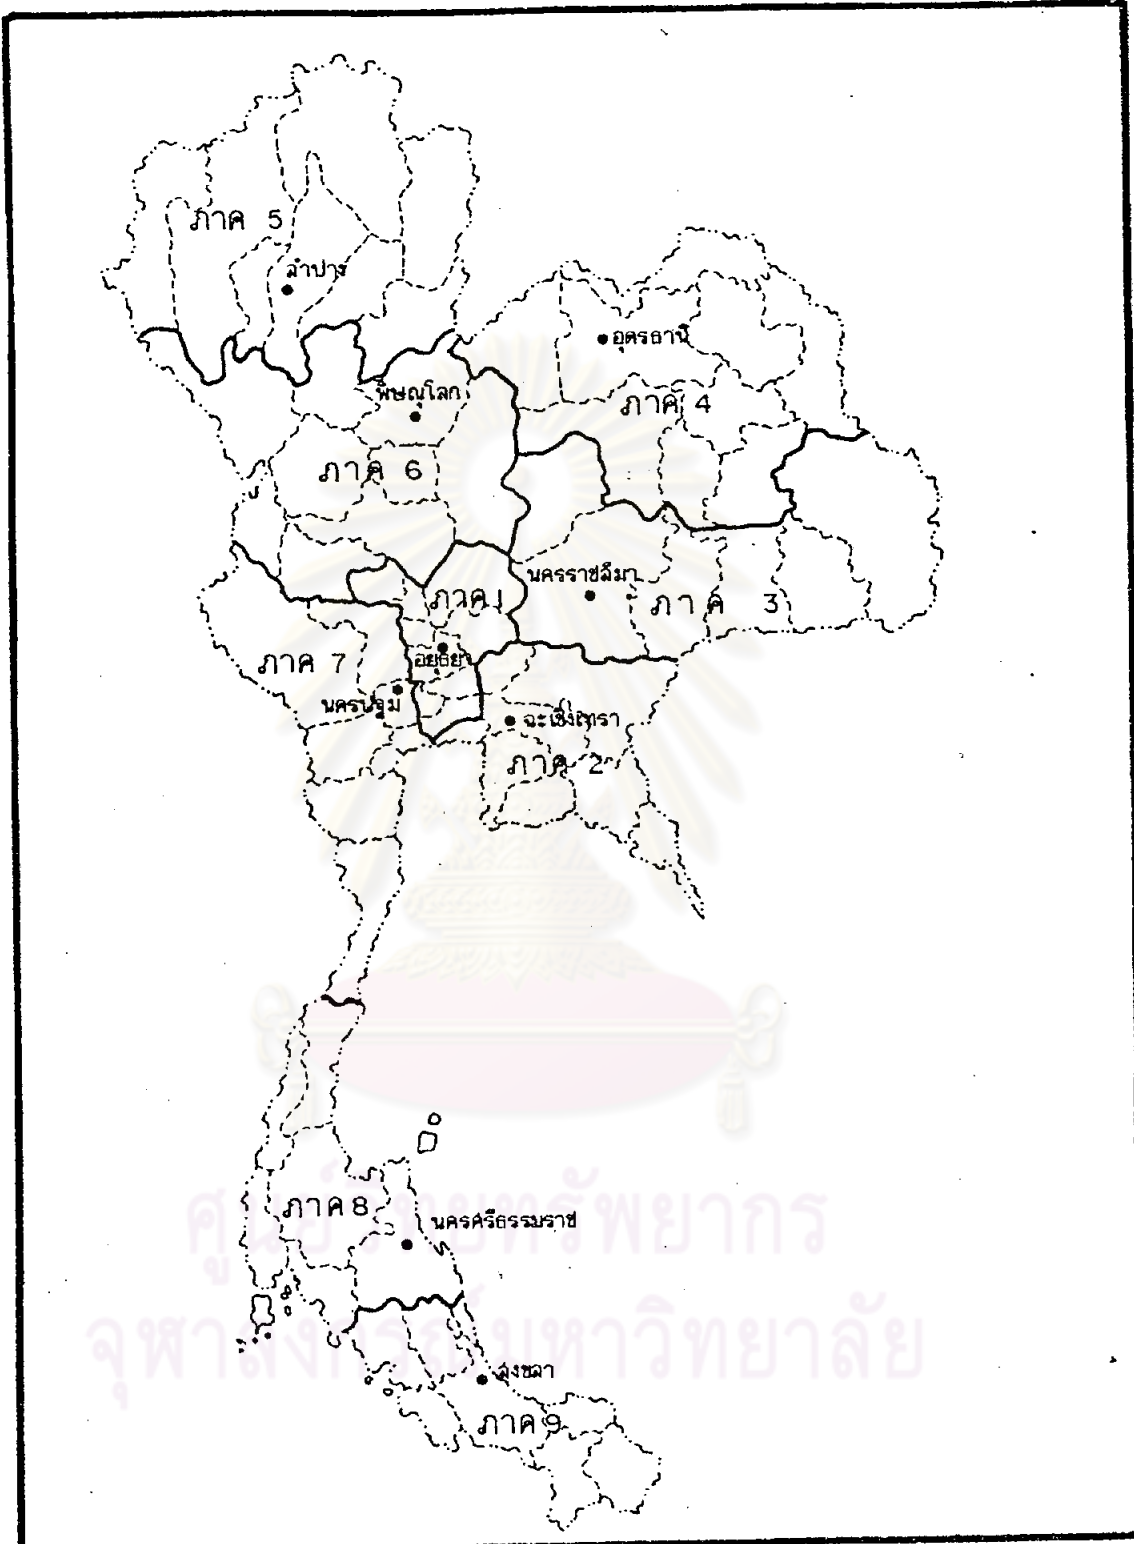 ภาค 5
ลำปาง
อุดรธานี
พิษณุโลก
ภาค 4
ภาค 6
นครราชสีมา
ภาค 1
ภาค 3
อยุธยา
ภาค 7
นครปฐม
ฉะเชิงเทรา
ภาค 2
ภาค 8
นครศรีธรรมราช
สงขลา
ภาค 9
ศูนย์วิทยทรัพยากร
จุฬาลงกรณ์มหาวิทยาลัย